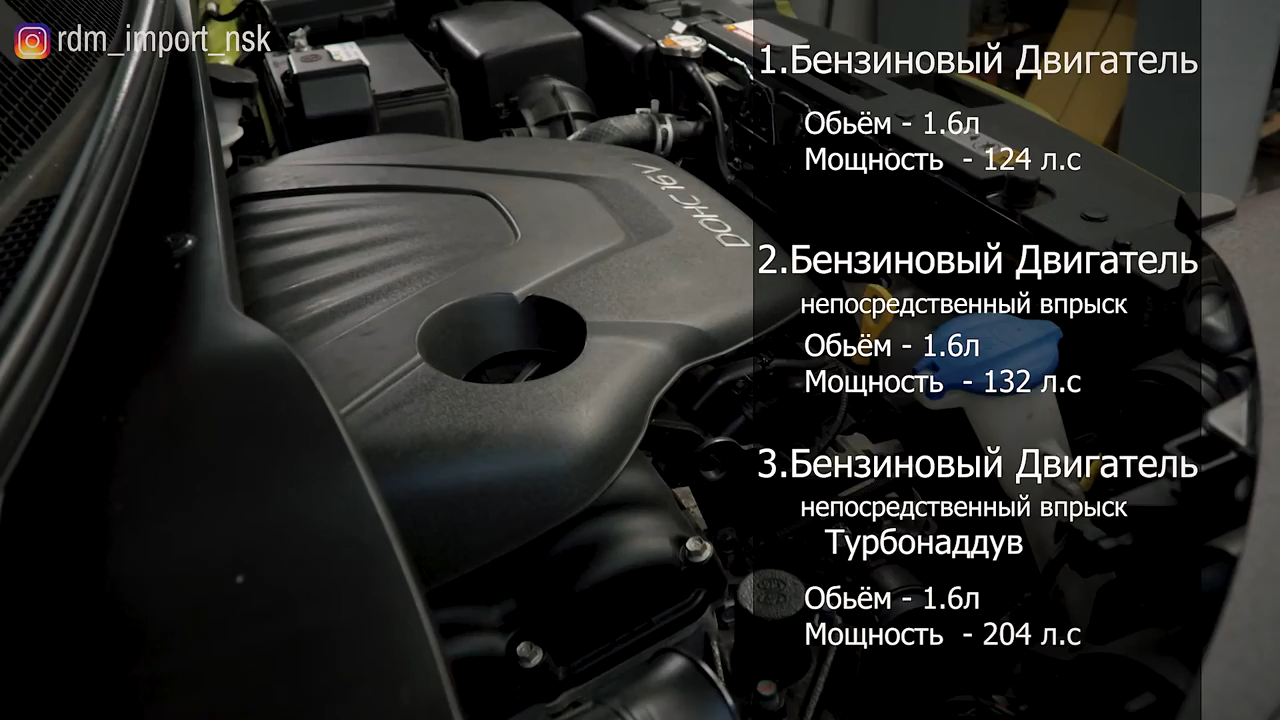 rdm_import_nsk
1.Бензиновый Двигатель
Обьём - 1.6л
Мощность - 124 л.с
2.Бензиновый Двигатель
непосредственный впрыск
Обьём - 1.6л
Мощность - 132 л.с
3.Бензиновый Двигатель
непосредственный впрыск
Турбонаддув
Обьём - 1.6л
Мощность - 204 л.с
DOHC 16V